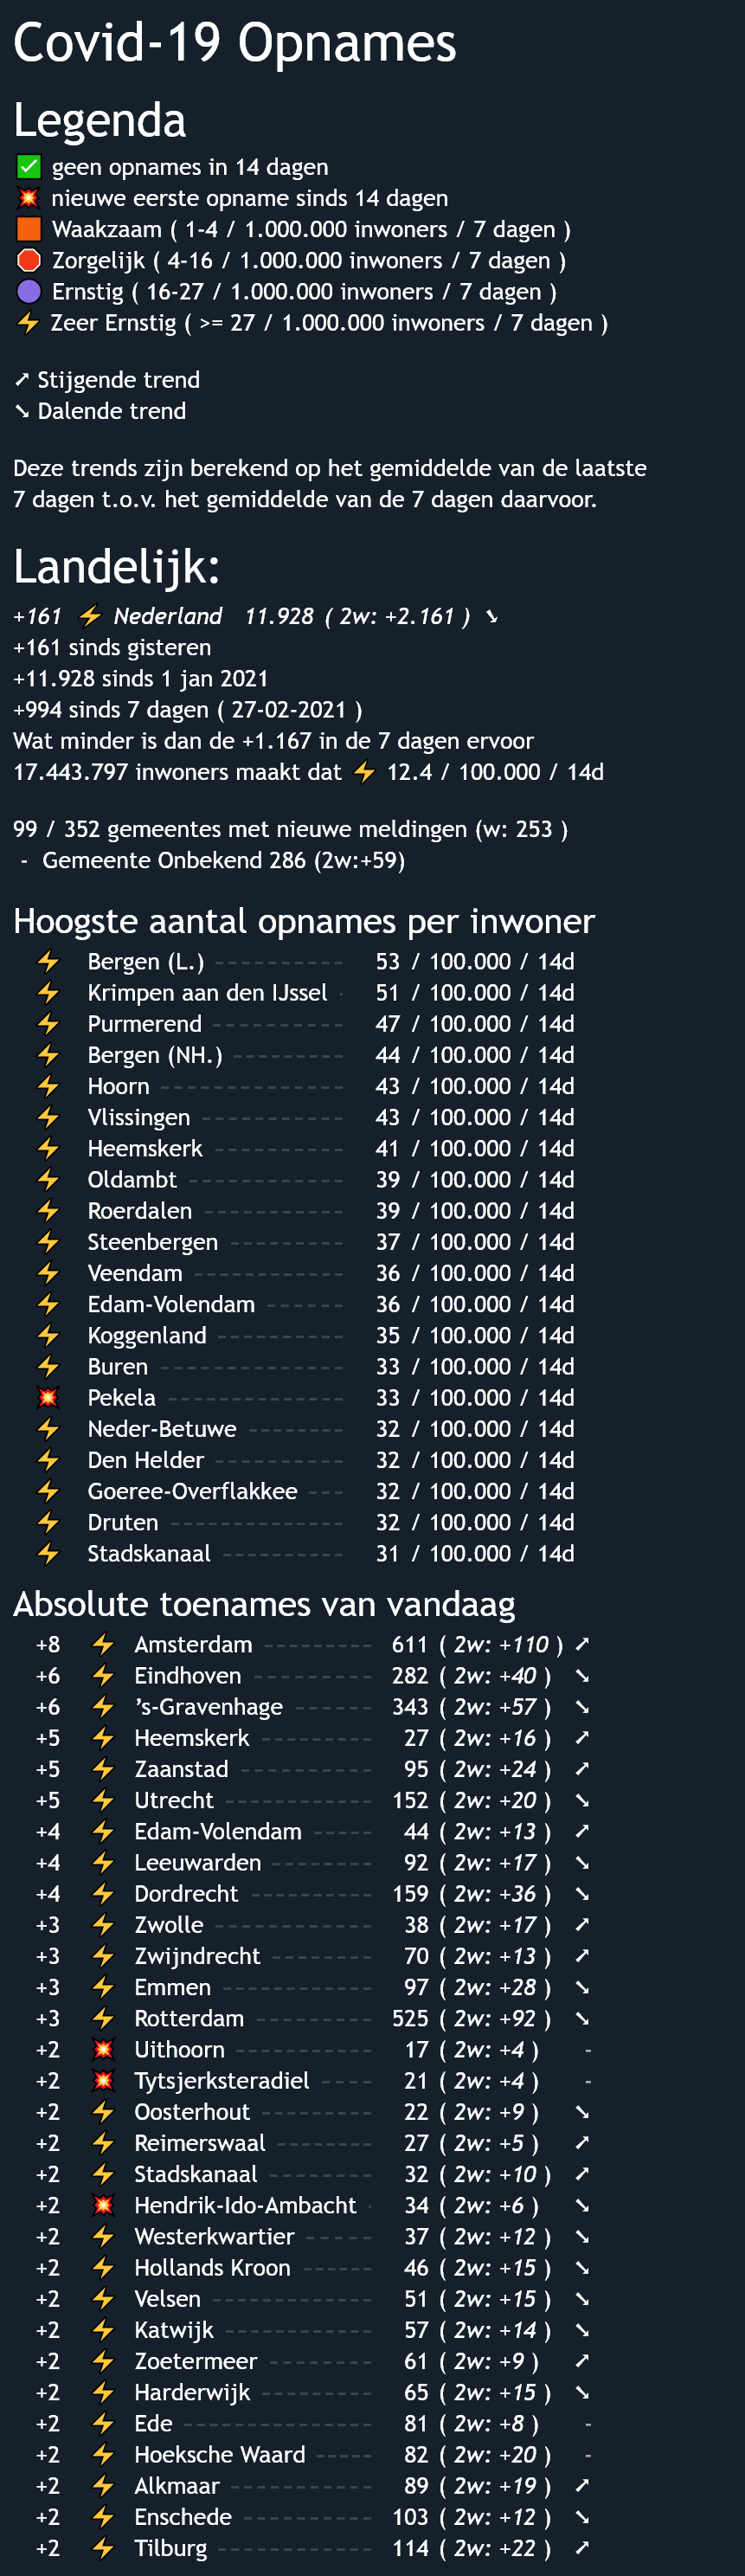 Covid-19 Opnames
Legenda
✅ geen opnames in 14 dagen
💥 nieuwe eerste opname sinds 14 dagen
🟧 Waakzaam ( 1-4 / 1.000.000 inwoners / 7 dagen )
🛑 Zorgelijk ( 4-16 / 1.000.000 inwoners / 7 dagen )
🟣 Ernstig ( 16-27 / 1.000.000 inwoners / 7 dagen )
⚡ Zeer Ernstig ( >= 27 / 1.000.000 inwoners / 7 dagen )
➚ Stijgende trend
➘ Dalende trend
Deze trends zijn berekend op het gemiddelde van de laatste
7 dagen t.o.v. het gemiddelde van de 7 dagen daarvoor.
Landelijk:
+161 ⚡ Nederland 11.928 ( 2w: +2.161 ) ➘
+161 sinds gisteren
+11.928 sinds 1 jan 2021
+994 sinds 7 dagen ( 27-02-2021 )
Wat minder is dan de +1.167 in de 7 dagen ervoor
17.443.797 inwoners maakt dat ⚡ 12.4 / 100.000 / 14d
99 / 352 gemeentes met nieuwe meldingen (w: 253 )
- Gemeente Onbekend 286 (2w:+59)
Hoogste aantal opnames per inwoner
⚡ Bergen (L.) ---------- 53 / 100.000 / 14d
⚡ Krimpen aan den IJssel - 51 / 100.000 / 14d
⚡ Purmerend ---------- 47 / 100.000 / 14d
⚡ Bergen (NH.) --------- 44 / 100.000 / 14d
⚡ Hoorn -------------- 43 / 100.000 / 14d
⚡ Vlissingen ----------- 43 / 100.000 / 14d
⚡ Heemskerk ---------- 41 / 100.000 / 14d
⚡ Oldambt ------------ 39 / 100.000 / 14d
⚡ Roerdalen ----------- 39 / 100.000 / 14d
⚡ Steenbergen --------- 37 / 100.000 / 14d
⚡ Veendam ------------ 36 / 100.000 / 14d
⚡ Edam-Volendam ------ 36 / 100.000 / 14d
⚡ Koggenland ---------- 35 / 100.000 / 14d
⚡ Buren -------------- 33 / 100.000 / 14d
💥 Pekela -------------- 33 / 100.000 / 14d
⚡ Neder-Betuwe -------- 32 / 100.000 / 14d
⚡ Den Helder ---------- 32 / 100.000 / 14d
⚡ Goeree-Overflakkee --- 32 / 100.000 / 14d
⚡ Druten -------------- 32 / 100.000 / 14d
⚡ Stadskanaal ---------- 31 / 100.000 / 14d
Absolute toenames van vandaag
+8 ⚡ Amsterdam --------- 611 ( 2w: +110 ) ➚
+6 ⚡ Eindhoven ---------- 282 ( 2w: +40 ) ➘
+6 ⚡ 's-Gravenhage ------ 343 ( 2w: +57 ) ➘
+5 ⚡ Heemskerk ---------- 27 ( 2w: +16 ) ➚
+5 ⚡ Zaanstad ----------- 95 ( 2w: +24 ) ➚
+5 ⚡ Utrecht ------------ 152 ( 2w: +20 ) ➘
+4 ⚡ Edam-Volendam ----- 44 ( 2w: +13 ) ➚
+4 ⚡ Leeuwarden -------- 92 ( 2w: +17 ) ➘
+4 ⚡ Dordrecht ---------- 159 ( 2w: +36 ) ➘
+3 ⚡ Zwolle ------------- 38 ( 2w: +17 ) ➚
+3 ⚡ Zwijndrecht -------- 70 ( 2w: +13 ) ➚
+3 ⚡ Emmen ------------ 97 ( 2w: +28 ) ➘
+3 ⚡ Rotterdam ---------- 525 ( 2w: +92 ) ➘
+2 💥 Uithoorn ----------- 17 ( 2w: +4 ) -
+2 💥 Tytsjerksteradiel ---- 21 ( 2w: +4 ) -
+2 ⚡ Oosterhout --------- 22 ( 2w: +9 ) ➘
+2 ⚡ Reimerswaal -------- 27 ( 2w: +5 ) ➚
+2 ⚡ Stadskanaal --------- 32 ( 2w: +10 ) ➚
+2 💥 Hendrik-Ido-Ambacht - 34 ( 2w: +6 ) ➘
+2 ⚡ Westerkwartier ------ 37 ( 2w: +12 ) ➘
+2 ⚡ Hollands Kroon ------ 46 ( 2w: +15 ) ➘
+2 ⚡ Velsen ------------- 51 ( 2w: +15 ) ➘
+2 ⚡ Katwijk ------------ 57 ( 2w: +14 ) ➘
+2 ⚡ Zoetermeer --------- 61 ( 2w: +9 ) ➚
+2 ⚡ Harderwijk --------- 65 ( 2w: +15 ) ➘
+2 ⚡ Ede --------------- 81 ( 2w: +8 ) -
+2 ⚡ Hoeksche Waard ----- 82 ( 2w: +20 ) -
+2 ⚡ Alkmaar ------------ 89 ( 2w: +19 ) ➚
+2 ⚡ Enschede ----------- 103 ( 2w: +12 ) ➘
+2 ⚡ Tilburg ------------- 114 ( 2w: +22 ) ➚